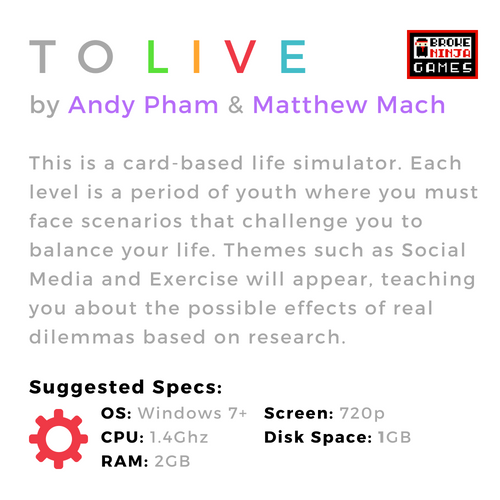 TO LIVE
BROKE
NINJA
GAMES
by Andy Pham & Matthew Mach
This is a card-based life simulator. Each
level is a period of youth where you must
face scenarios that challenge you to
balance your life. Themes such as Social
Media and Exercise will appear, teaching
you about the possible effects of real
dilemmas based on research.
Suggested Specs:
OS: Windows 7+ Screen: 720p
CPU: 1.4Ghz Disk Space: 1GB
RAM: 2GB